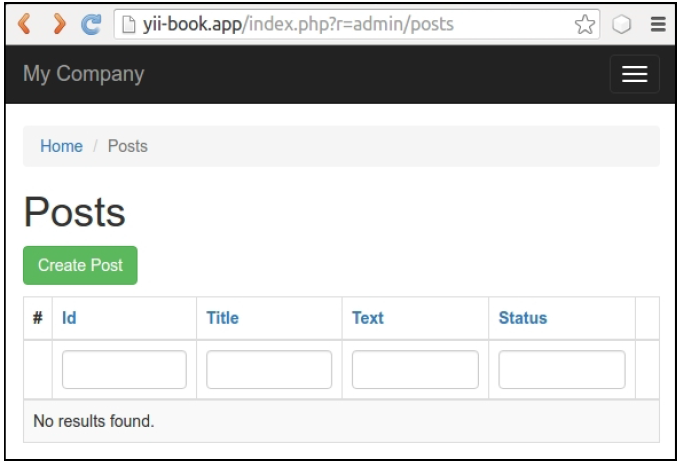 yii-book.app/index.php?r=admin/posts
My Company
Home / Posts
Posts
Create Post
# Id Title Text Status
No results found.